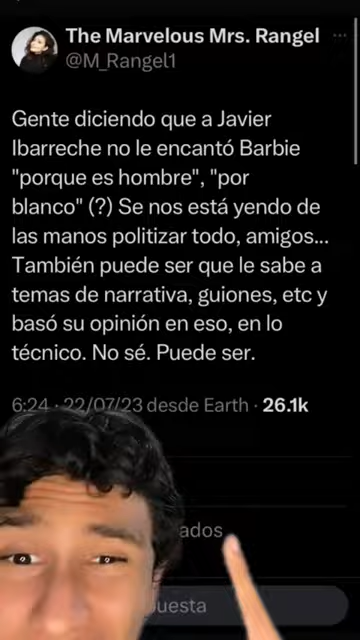 The Marvelous Mrs. Rangel
@M_Rangel1
Gente diciendo que a Javier
Ibarreche no le encantó Barbie
"porque es hombre", "por
blanco" (?) Se nos está yendo de
las manos politizar todo, amigos...
También puede ser que le sabe a
temas de narrativa, guiones, etc y
basó su opinión en eso, en lo
técnico. No sé. Puede ser.
6:24 · 22/07/23 desde Earth · 26.1k
ados
uesta